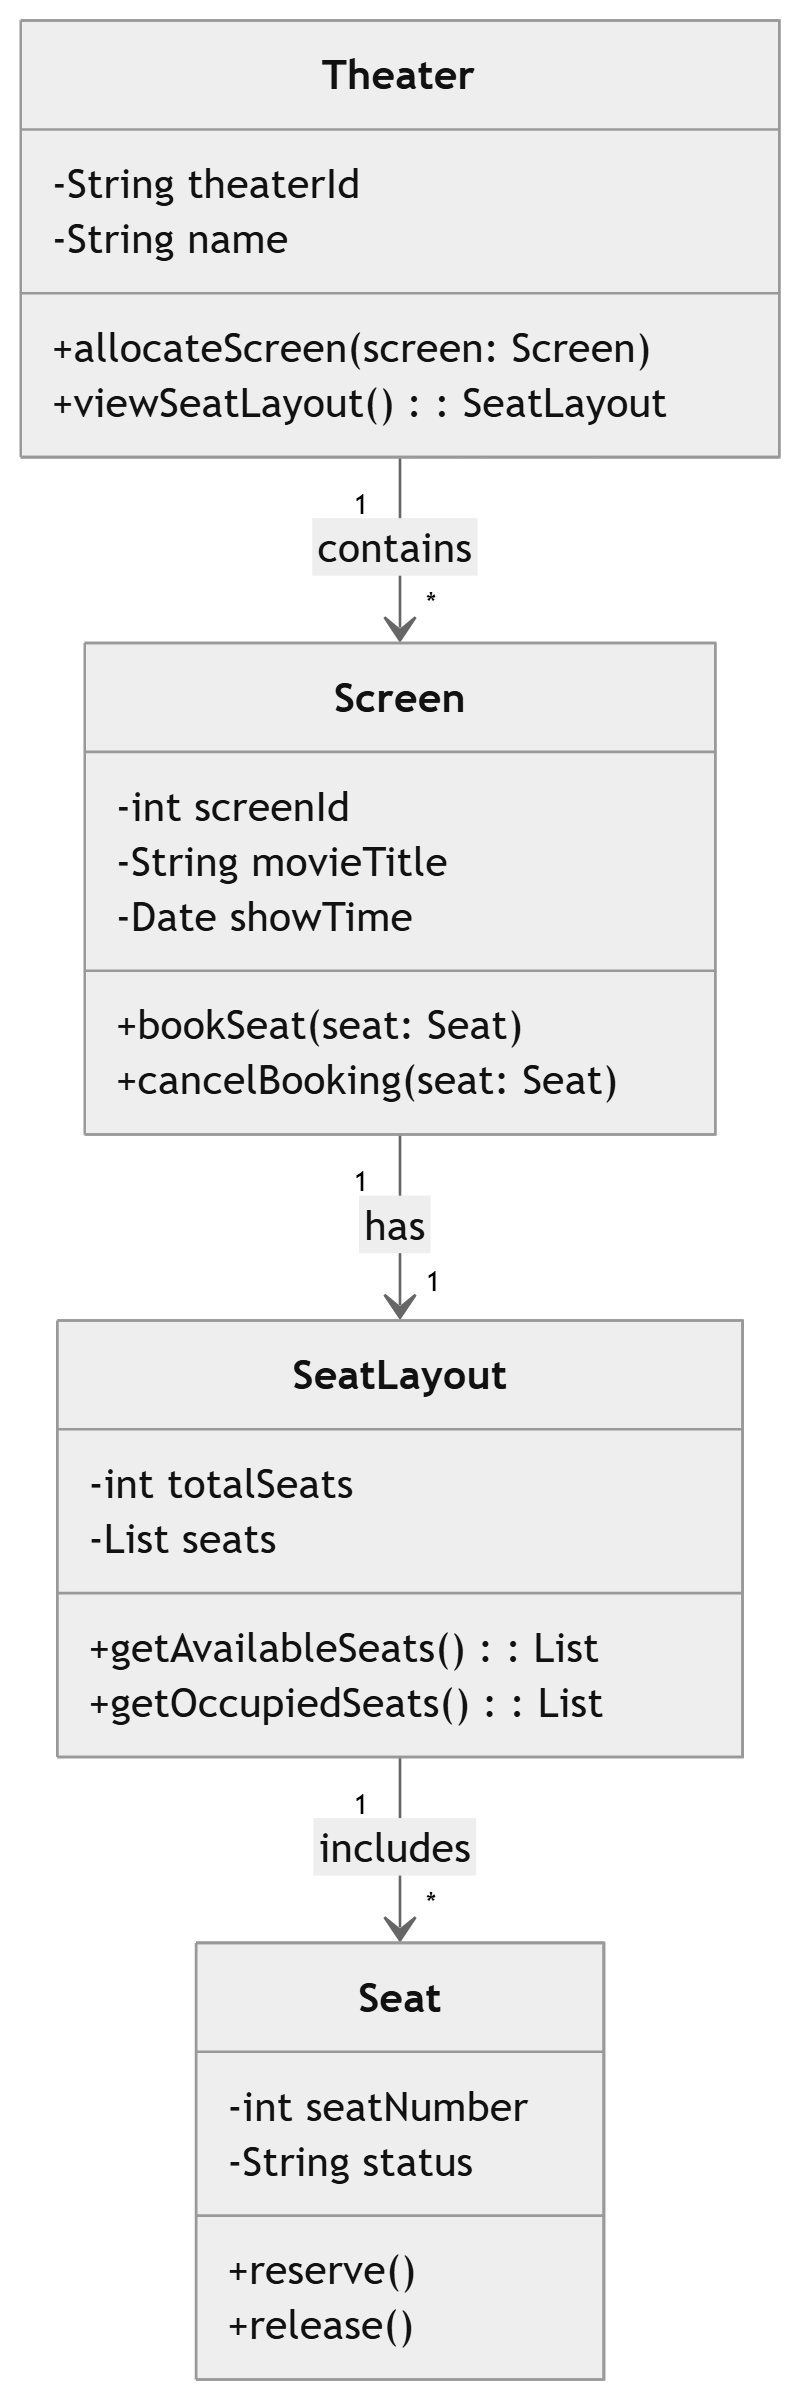 Theater
-String theaterId
-String name
+allocateScreen(screen: Screen)
+viewSeatLayout() : : SeatLayout
1
contains
*
Screen
-int screenId
-String movieTitle
-Date showTime
+bookSeat(seat: Seat)
+cancelBooking(seat: Seat)
1
has
1
SeatLayout
-int totalSeats
-List seats
+getAvailableSeats() : : List
+getOccupiedSeats() : : List
1
includes
*
Seat
-int seatNumber
-String status
+reserve()
+release()